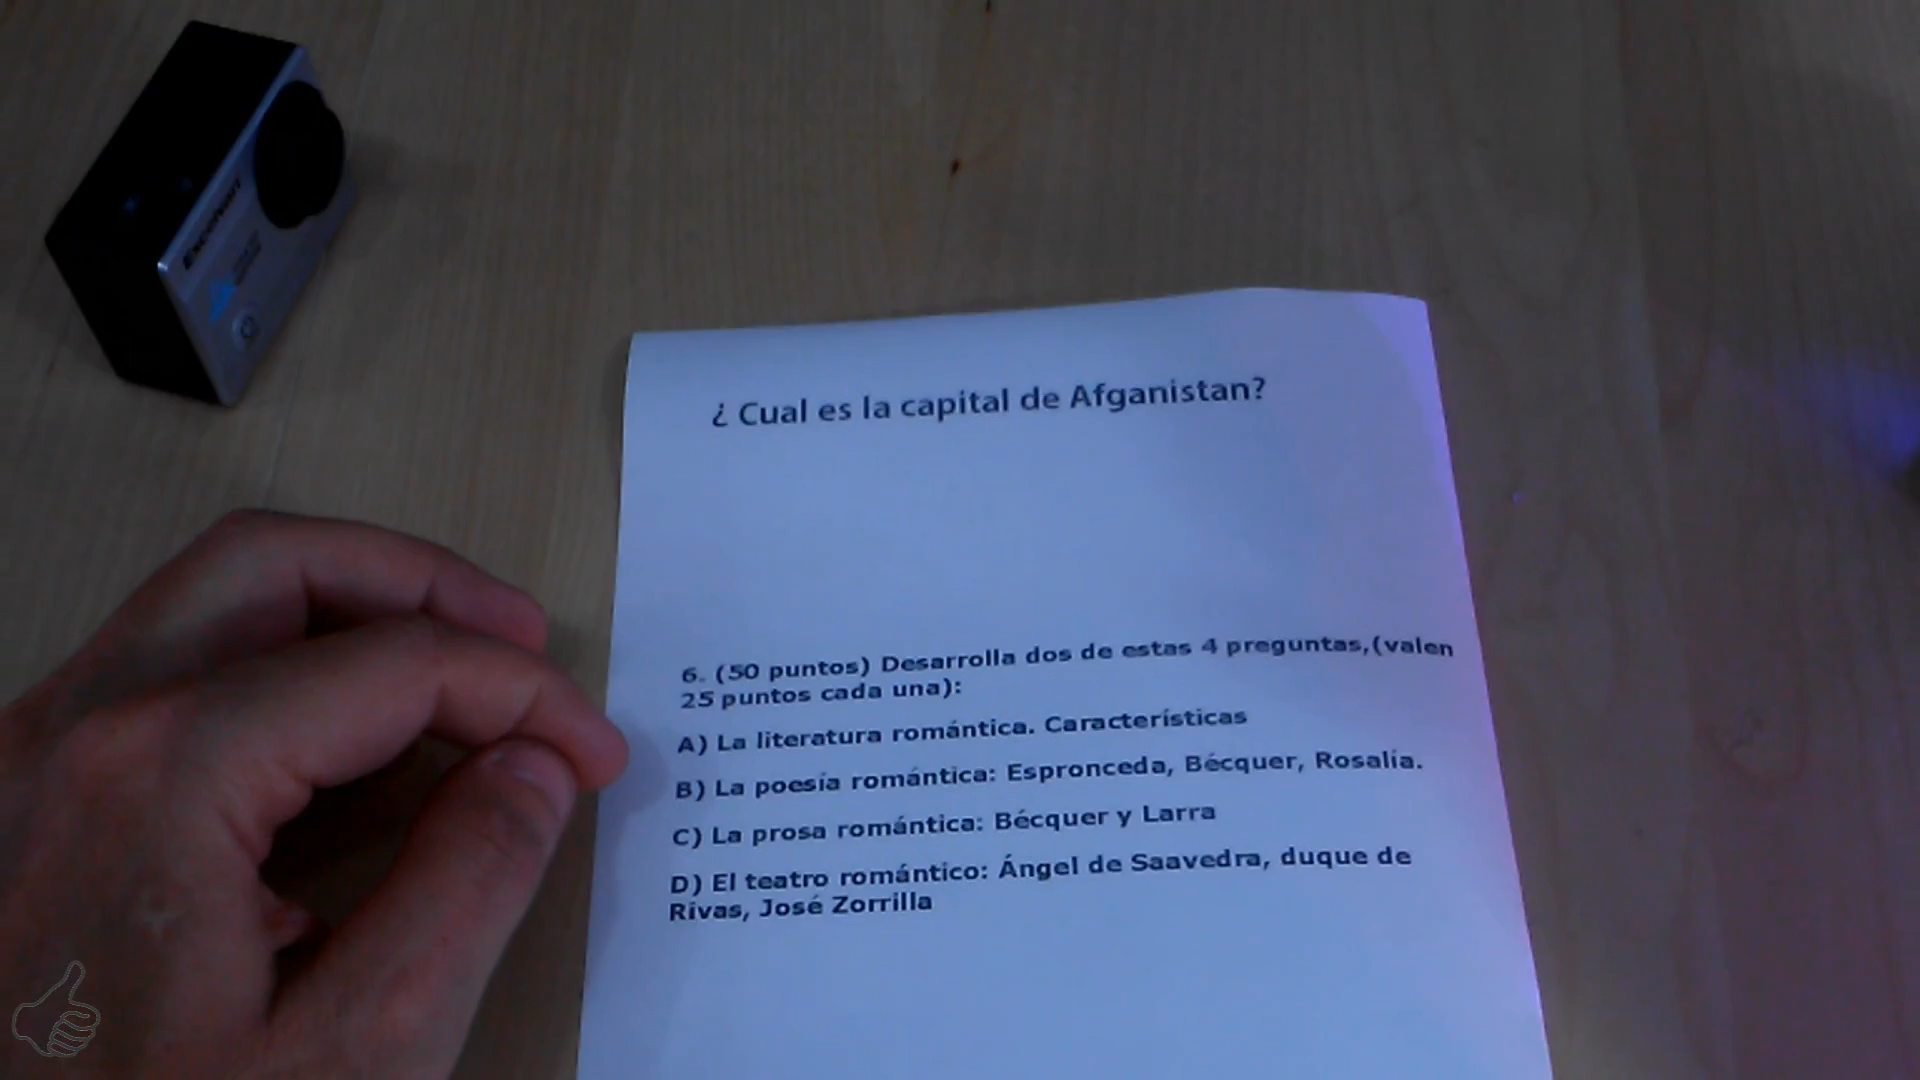 Excelvan
¿ Cual es la capital de Afganistan?
6. (50 puntos) Desarrolla dos de estas 4 preguntas,(valen
25 puntos cada una):
A) La literatura romántica. Características
B) La poesía romántica: Espronceda, Bécquer, Rosalía.
C) La prosa romántica: Bécquer y Larra
D) El teatro romántico: Ángel de Saavedra, duque de
Rivas, José Zorrilla